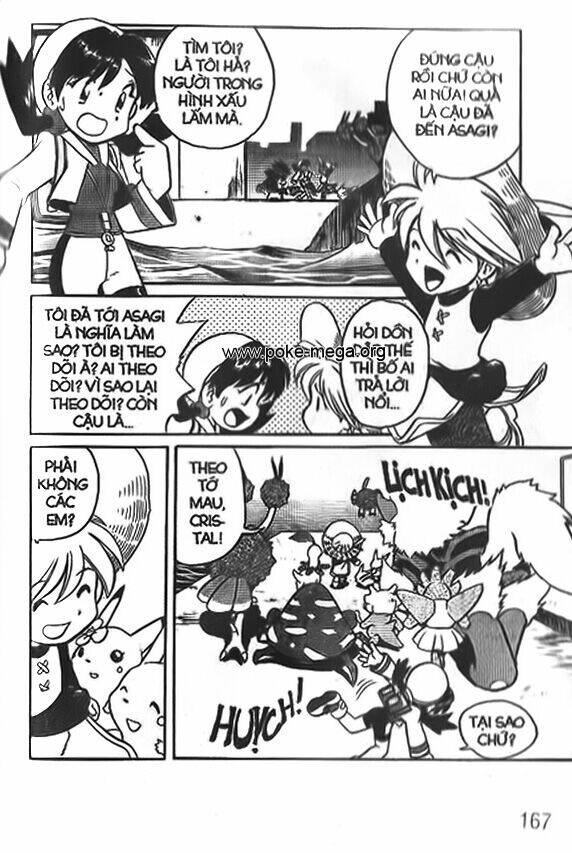 TÌM TÔI?
LÀ TÔI HẢ?
NGƯỜI TRONG
HÌNH XẤU
LẮM MÀ.
ĐÚNG CẬU
RỒI CHỨ CÒN
AI NỮA! QUẢ
LÀ CẬU ĐÃ
ĐẾN ASAGI?
TÔI ĐÃ TỚI ASAGI
LÀ NGHĨA LÀM
SAO? TÔI BỊ THEO
DÕI À? AI THEO
DÕI? VÌ SAO LẠI
THEO DÕI? CÒN
CẬU LÀ...
HỎI DỒN
THẾ
THÌ BỐ AI
TRẢ LỜI
NỔI...
www.poke-mega.org
PHẢI
KHÔNG
CÁC
EM?
THEO
TỚ
MAU,
CRIS-
TAL!
LỊCH KỊCH!
HUỴCH!
TẠI SAO
CHỨ?
167